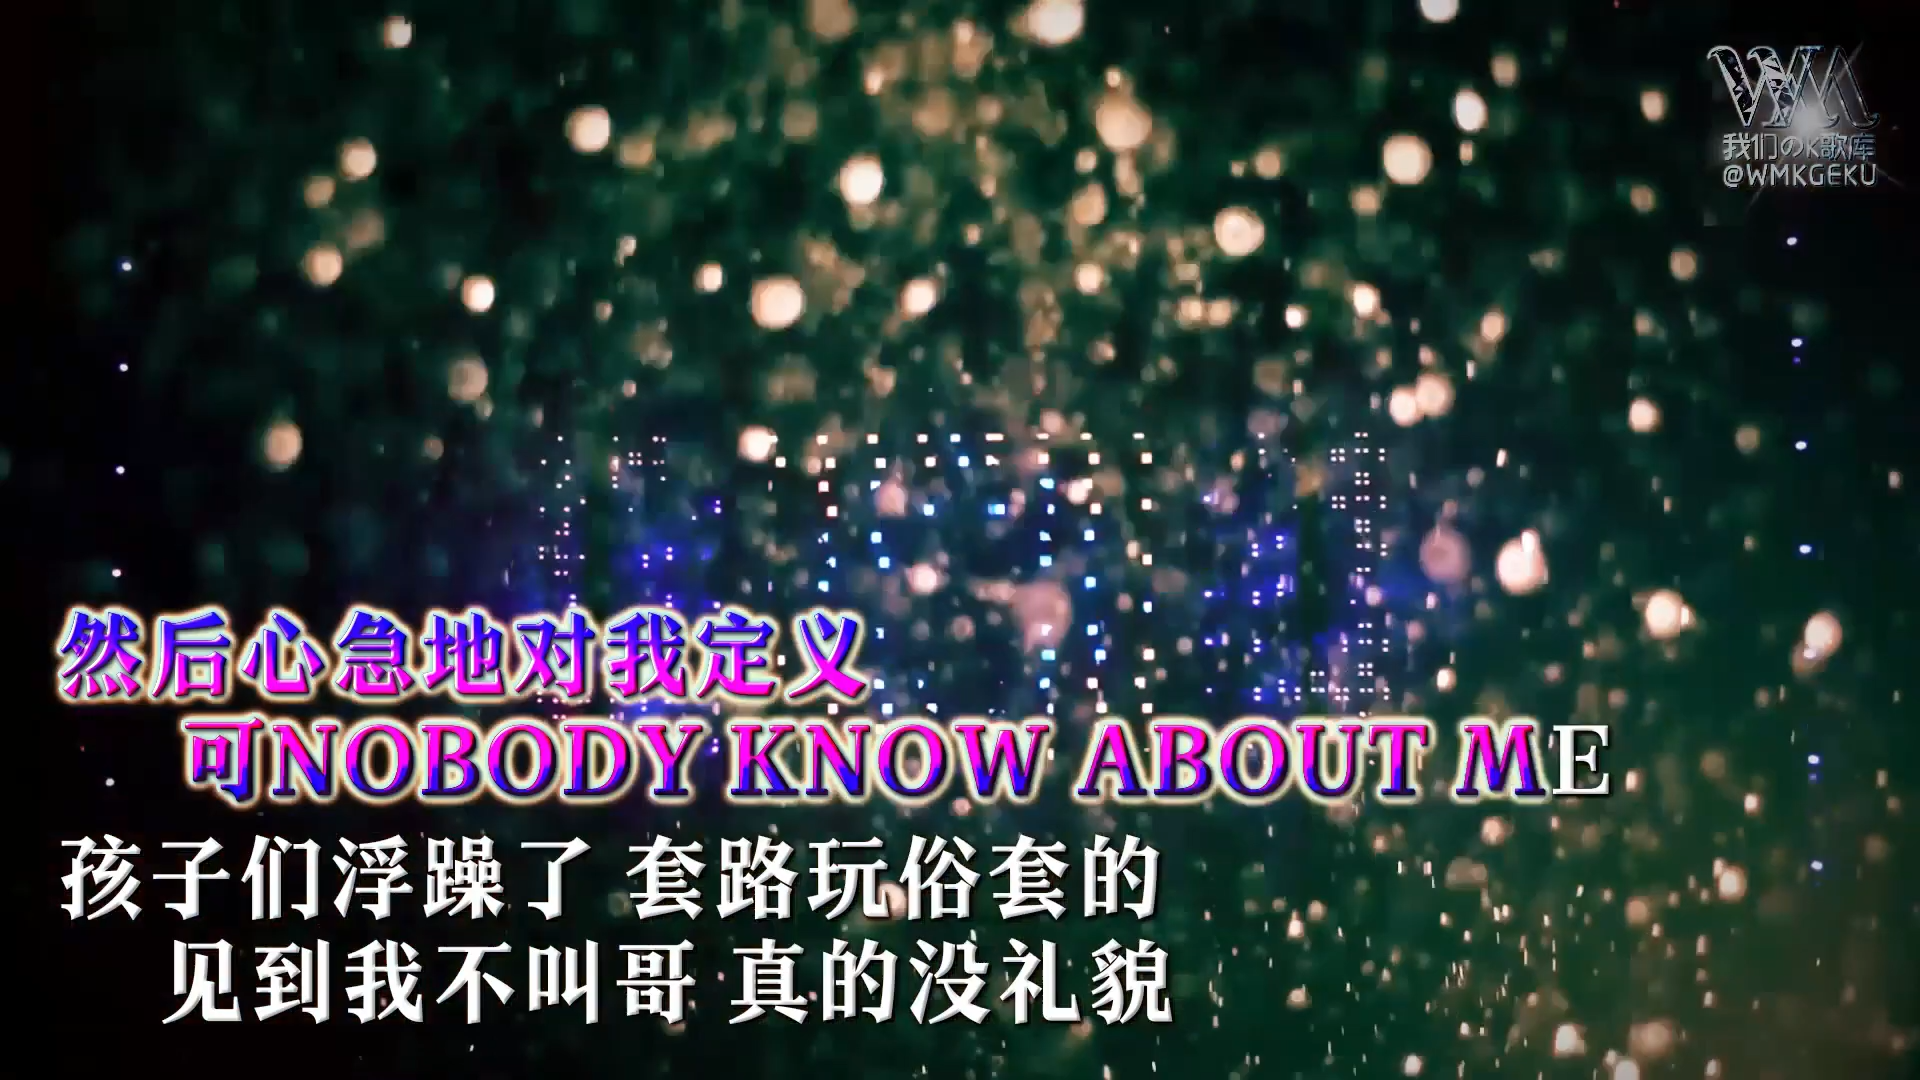 WM
我们のK歌库
@WMKGEKU
然后心急地对我定义
可NOBODY KNOW ABOUT ME
孩子们浮躁了 套路玩俗套的
见到我不叫哥 真的没礼貌